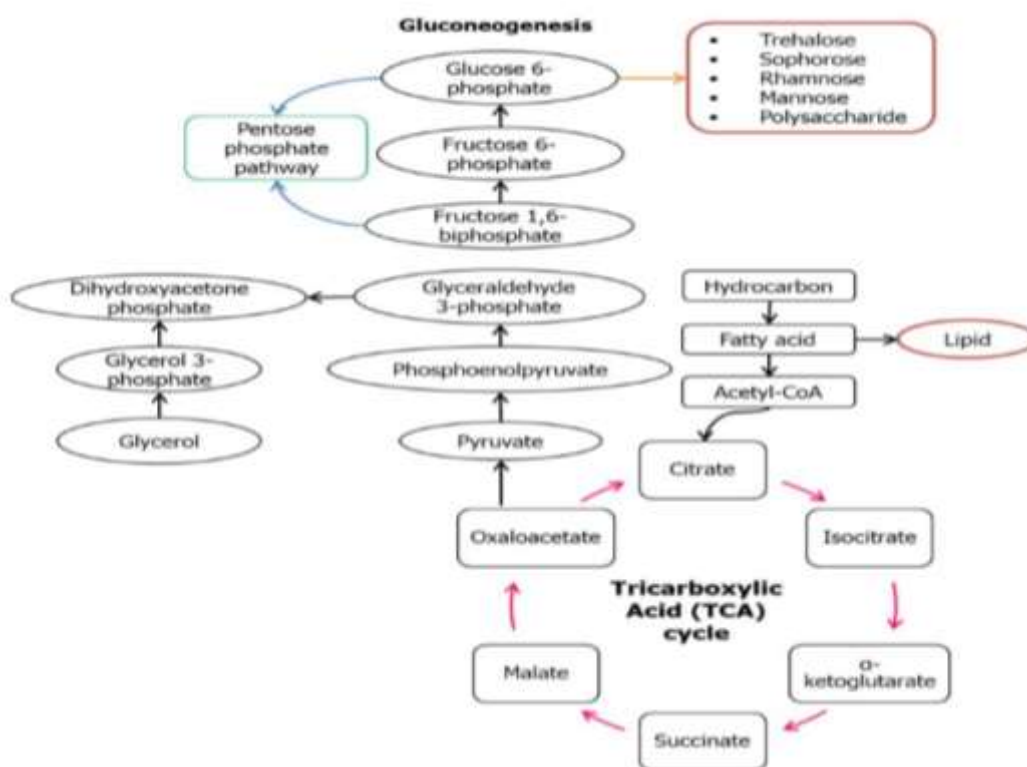 Gluconeogenesis
Glucose 6-
phosphate
• Trehalose
• Sophorose
• Rhamnose
• Mannose
• Polysaccharide
Pentose
phosphate
pathway
Fructose 6-
phosphate
Fructose 1,6-
biphosphate
Dihydroxyacetone
phosphate
Glyceraldehyde
3-phosphate
Hydrocarbon
Fatty acid
Lipid
Glycerol 3-
phosphate
Phosphoenolpyruvate
Acetyl-CoA
Glycerol
Pyruvate
Citrate
Oxaloacetate
Isocitrate
Tricarboxylic
Acid (TCA)
cycle
Malate
α-
ketoglutarate
Succinate